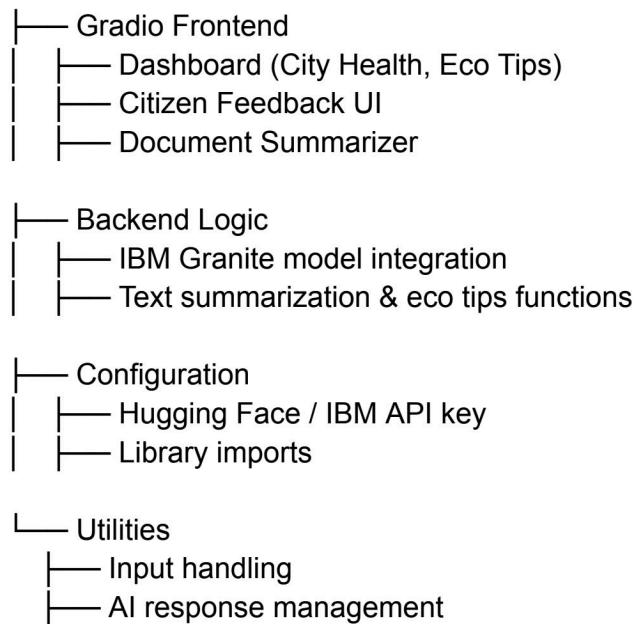 ├── Gradio Frontend
│   ├── Dashboard (City Health, Eco Tips)
│   ├── Citizen Feedback UI
│   ├── Document Summarizer
├── Backend Logic
│   ├── IBM Granite model integration
│   ├── Text summarization & eco tips functions
├── Configuration
│   ├── Hugging Face / IBM API key
│   ├── Library imports
└── Utilities
    ├── Input handling
    ├── AI response management